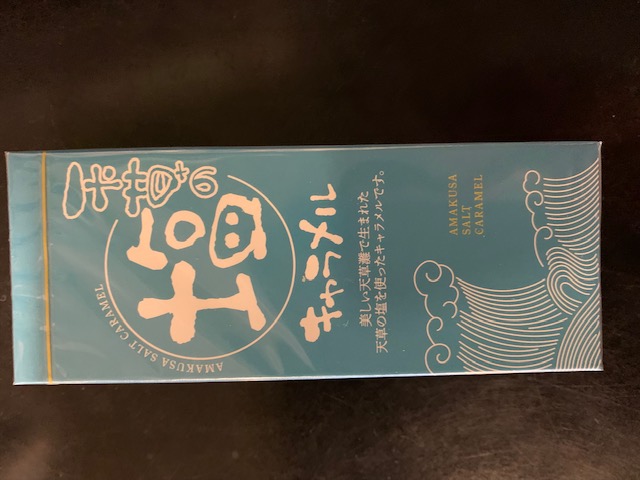 天草の
塩
AMAKUSA SALT CARAMEL
キャラメル
美しい天草灘で生まれた
天草の塩を使ったキャラメルです。
AMAKUSA
SALT
CARAMEL